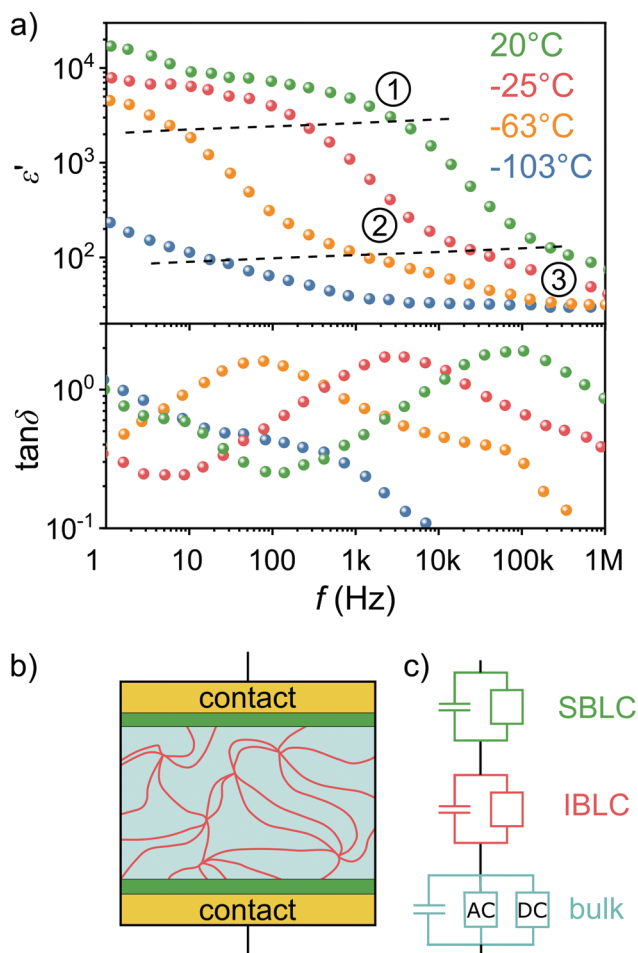 a)
20°C
-25°C
-63°C
-103°C
10⁴
10³
10²
ε'
1
2
3
10⁰
10⁻¹
tanδ
1 10 100 1k 10k 100k 1M
f (Hz)
b)
contact
contact
c)
SBLC
IBLC
AC DC bulk